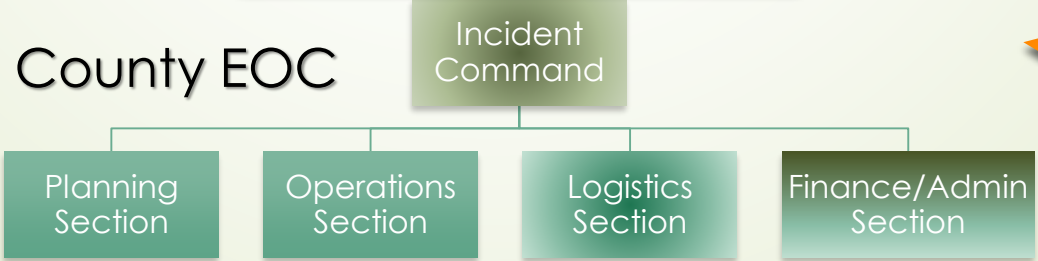 County EOC
Incident
Command
Planning
Section
Operations
Section
Logistics
Section
Finance/Admin
Section